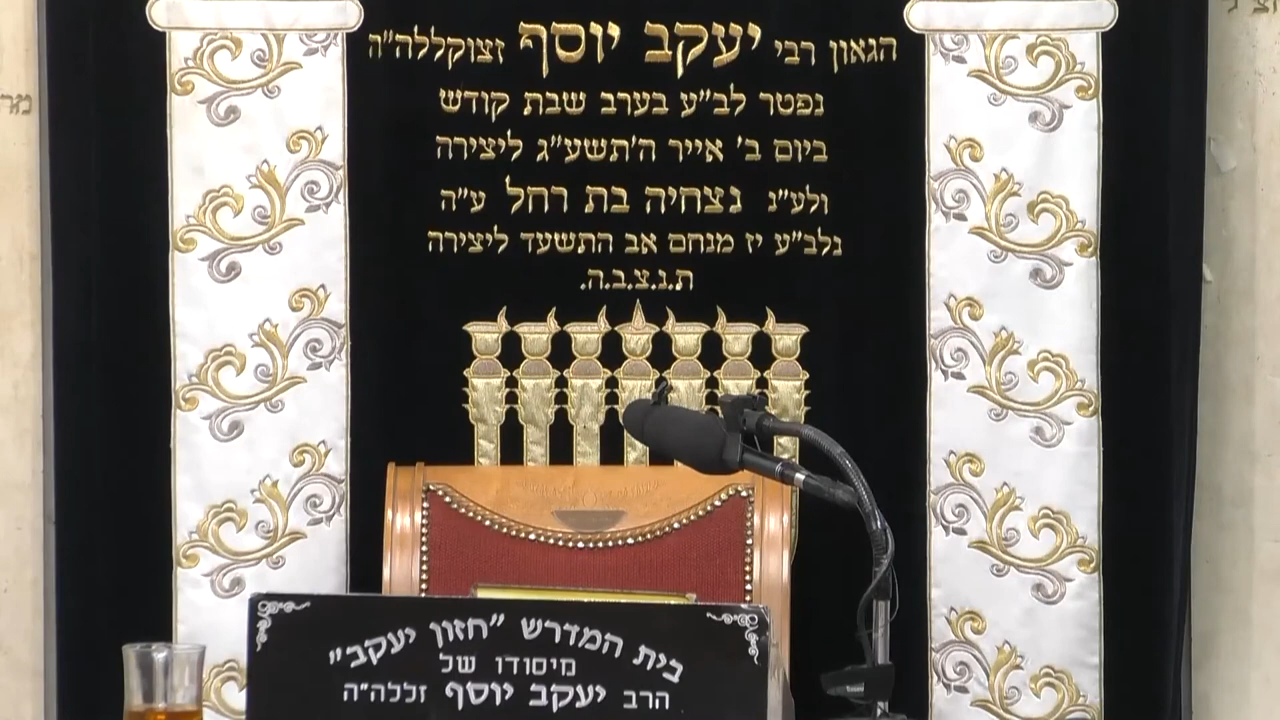 הגאון רבי יעקב יוסף זצוקללה"ה
נפטר לב"ע בערב שבת קודש
ביום ב' אייר ה'תשע"ג ליצירה
ולע"נ נצחיה בת רחל ע"ה
נלב"ע יז מנחם אב התשעד ליצירה
ת.נ.צ.ב.ה.
בית המדרש "חזון יעקב"
מיסודו של
הרב יעקב יוסף זללה"ה